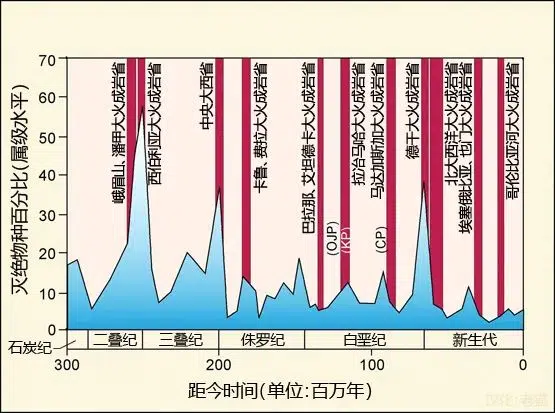 灭绝物种百分比(属级水平)
70
60
50
40
30
20
10
0
峨眉山、潘甲大火成岩省
西伯利亚大火成岩省
中央大西省
卡鲁、费拉大火成岩省
巴拉那、艾坦德卡大火成岩省
(OJP)
(KP)
拉治马哈大火成岩省
马达加斯加大火成岩省
(CP)
德干大火成岩省
北大西洋大火成岩省
埃塞俄比亚、也门大火成岩省
哥伦比亚河大火成岩省
石炭纪
二叠纪
三叠纪
侏罗纪
白垩纪
新生代
300
200
100
0
距今时间(单位:百万年)